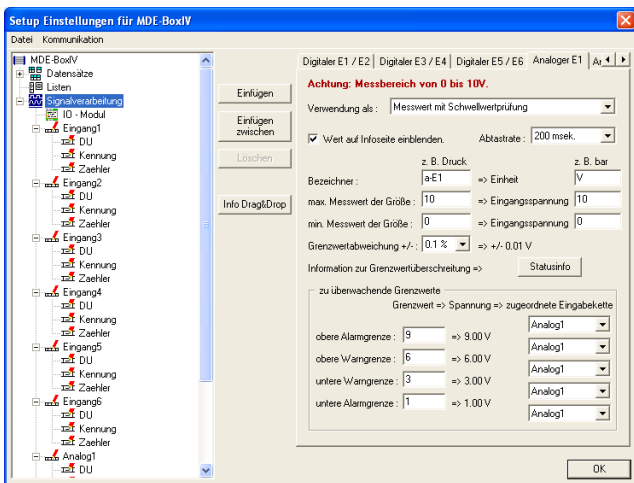 Setup Einstellungen für MDE-BoxIV
Datei Kommunikation
MDE-BoxIV
Datensätze
Listen
Signalverarbeitung
IO - Modul
Eingang1
DU
Kennung
Zaehler
Eingang2
DU
Kennung
Zaehler
Eingang3
DU
Kennung
Zaehler
Eingang4
DU
Kennung
Zaehler
Eingang5
DU
Kennung
Zaehler
Eingang6
DU
Kennung
Zaehler
Analog1
DU
Einfügen
Einfügen
zwischen
Löschen
Info Drag&Drop
Digitaler E1 / E2 Digitaler E3 / E4 Digitaler E5 / E6 Analoger E1
Achtung: Messbereich von 0 bis 10V.
Verwendung als : Messwert mit Schwellwertprüfung
Wert auf Infoseite einblenden. Abtastrate : 200 msek.
z. B. Druck z. B. bar
Bezeichner : a-E1 => Einheit V
max. Messwert der Größe : 10 => Eingangsspannung 10
min. Messwert der Größe : 0 => Eingangsspannung 0
Grenzwertabweichung +/- : 0.1 % => +/- 0.01 V
Information zur Grenzwertüberschreitung => Statusinfo
zu überwachende Grenzwerte
Grenzwert => Spannung => zugeordnete Eingabekette
Analog1
obere Alarmgrenze : 9 => 9.00 V
Analog1
obere Warngrenze : 6 => 6.00 V
Analog1
untere Warngrenze : 3 => 3.00 V
Analog1
untere Alarmgrenze : 1 => 1.00 V
Analog1
OK